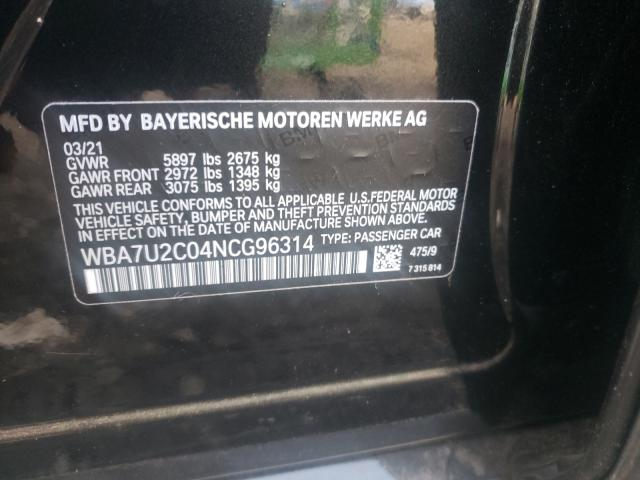 MFD BY BAYERISCHE MOTOREN WERKE AG
03/21
GVWR 5897 lbs 2675 kg
GAWR FRONT 2972 lbs 1348 kg
GAWR REAR 3075 lbs 1395 kg
THIS VEHICLE CONFORMS TO ALL APPLICABLE U.S.FEDERAL MOTOR
VEHICLE SAFETY, BUMPER AND THEFT PREVENTION STANDARDS
IN EFFECT ON THE DATE OF MANUFACTURE SHOWN ABOVE.
WBA7U2C04NCG96314 TYPE: PASSENGER CAR
475/9
7 315 814